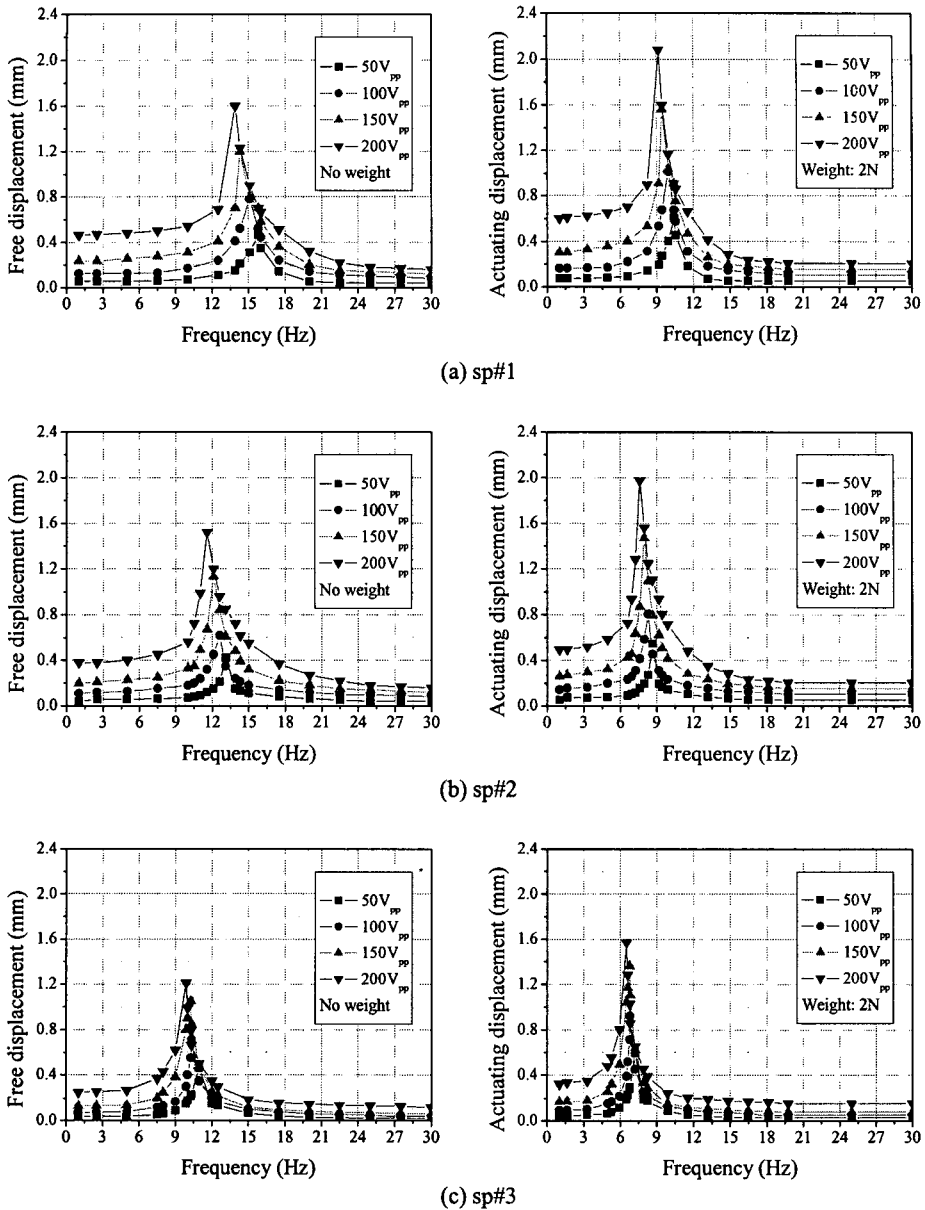 Free displacement (mm)
2.4
2.0
1.6
1.2
0.8
0.4
0.0
50Vpp
100Vpp
150Vpp
200Vpp
No weight
0 3 6 9 12 15 18 21 24 27 30
Frequency (Hz)
Actuating displacement (mm)
2.4
2.0
1.6
1.2
0.8
0.4
0.0
50Vpp
100Vpp
150Vpp
200Vpp
Weight: 2N
0 3 6 9 12 15 18 21 24 27 30
Frequency (Hz)
(a) sp#1
Free displacement (mm)
2.4
2.0
1.6
1.2
0.8
0.4
0.0
50Vpp
100Vpp
150Vpp
200Vpp
No weight
0 3 6 9 12 15 18 21 24 27 30
Frequency (Hz)
Actuating displacement (mm)
2.4
2.0
1.6
1.2
0.8
0.4
0.0
50Vpp
100Vpp
150Vpp
200Vpp
Weight: 2N
0 3 6 9 12 15 18 21 24 27 30
Frequency (Hz)
(b) sp#2
Free displacement (mm)
2.4
2.0
1.6
1.2
0.8
0.4
0.0
50Vpp
100Vpp
150Vpp
200Vpp
No weight
0 3 6 9 12 15 18 21 24 27 30
Frequency (Hz)
Actuating displacement (mm)
2.4
2.0
1.6
1.2
0.8
0.4
0.0
50Vpp
100Vpp
150Vpp
200Vpp
Weight: 2N
0 3 6 9 12 15 18 21 24 27 30
Frequency (Hz)
(c) sp#3